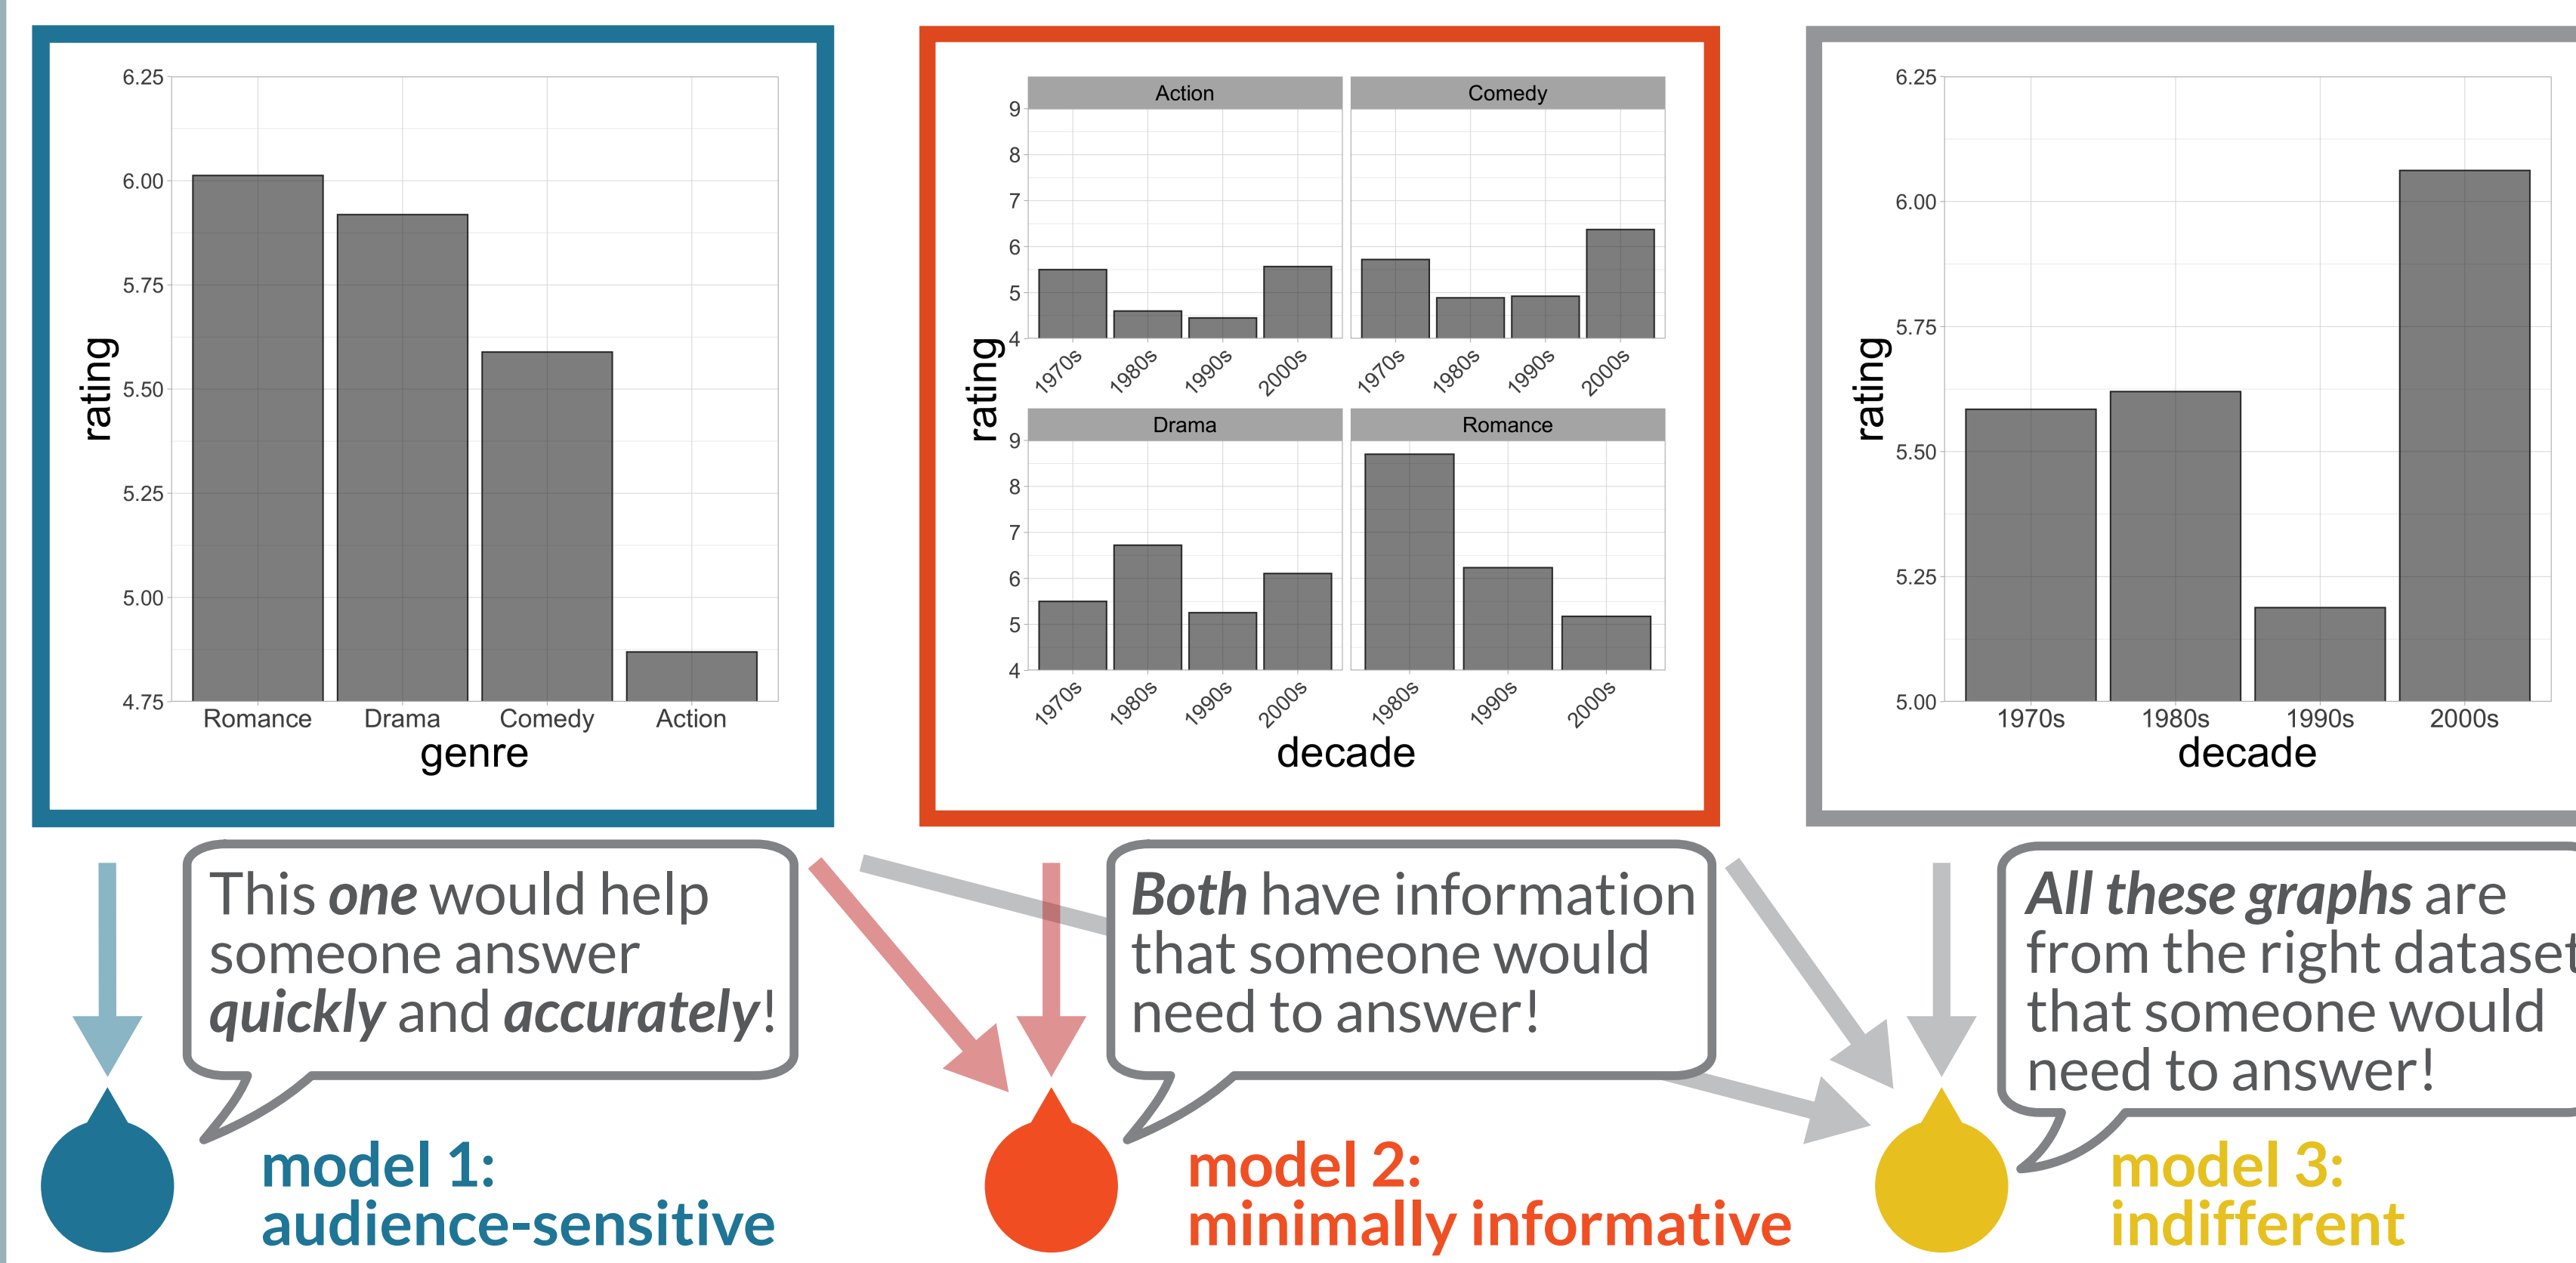 6.25
6.00
5.75
5.50
5.25
5.00
4.75
rating
Romance Drama Comedy Action
genre
Action Comedy
9
8
7
6
5
4
1970s 1980s 1990s 2000s 1970s 1980s 1990s 2000s
rating
Drama Romance
9
8
7
6
5
4
1970s 1980s 1990s 2000s 1980s 1990s 2000s
decade
6.25
6.00
5.75
5.50
5.25
5.00
rating
1970s 1980s 1990s 2000s
decade
This one would help
someone answer
quickly and accurately!
Both have information
that someone would
need to answer!
All these graphs are
from the right dataset
that someone would
need to answer!
model 1:
audience-sensitive
model 2:
minimally informative
model 3:
indifferent